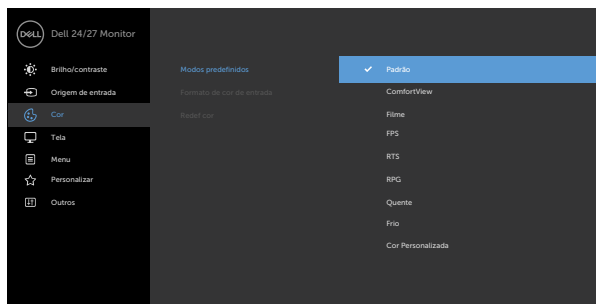 DELL
Dell 24/27 Monitor
Brilho/contraste
Origem de entrada
Cor
Tela
Menu
Personalizar
Outros
Modos predefinidos
Formato de cor de entrada
Redef cor
Padrão
ComfortView
Filme
FPS
RTS
RPG
Quente
Frio
Cor Personalizada